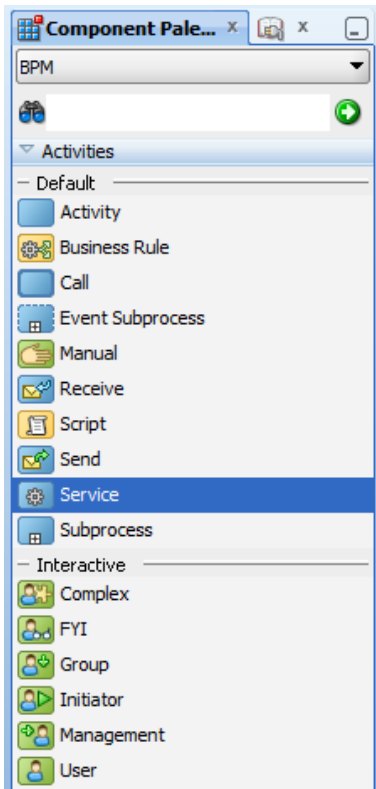 Component Pale...
BPM
Activities
Default
Activity
Business Rule
Call
Event Subprocess
Manual
Receive
Script
Send
Service
Subprocess
Interactive
Complex
FYI
Group
Initiator
Management
User